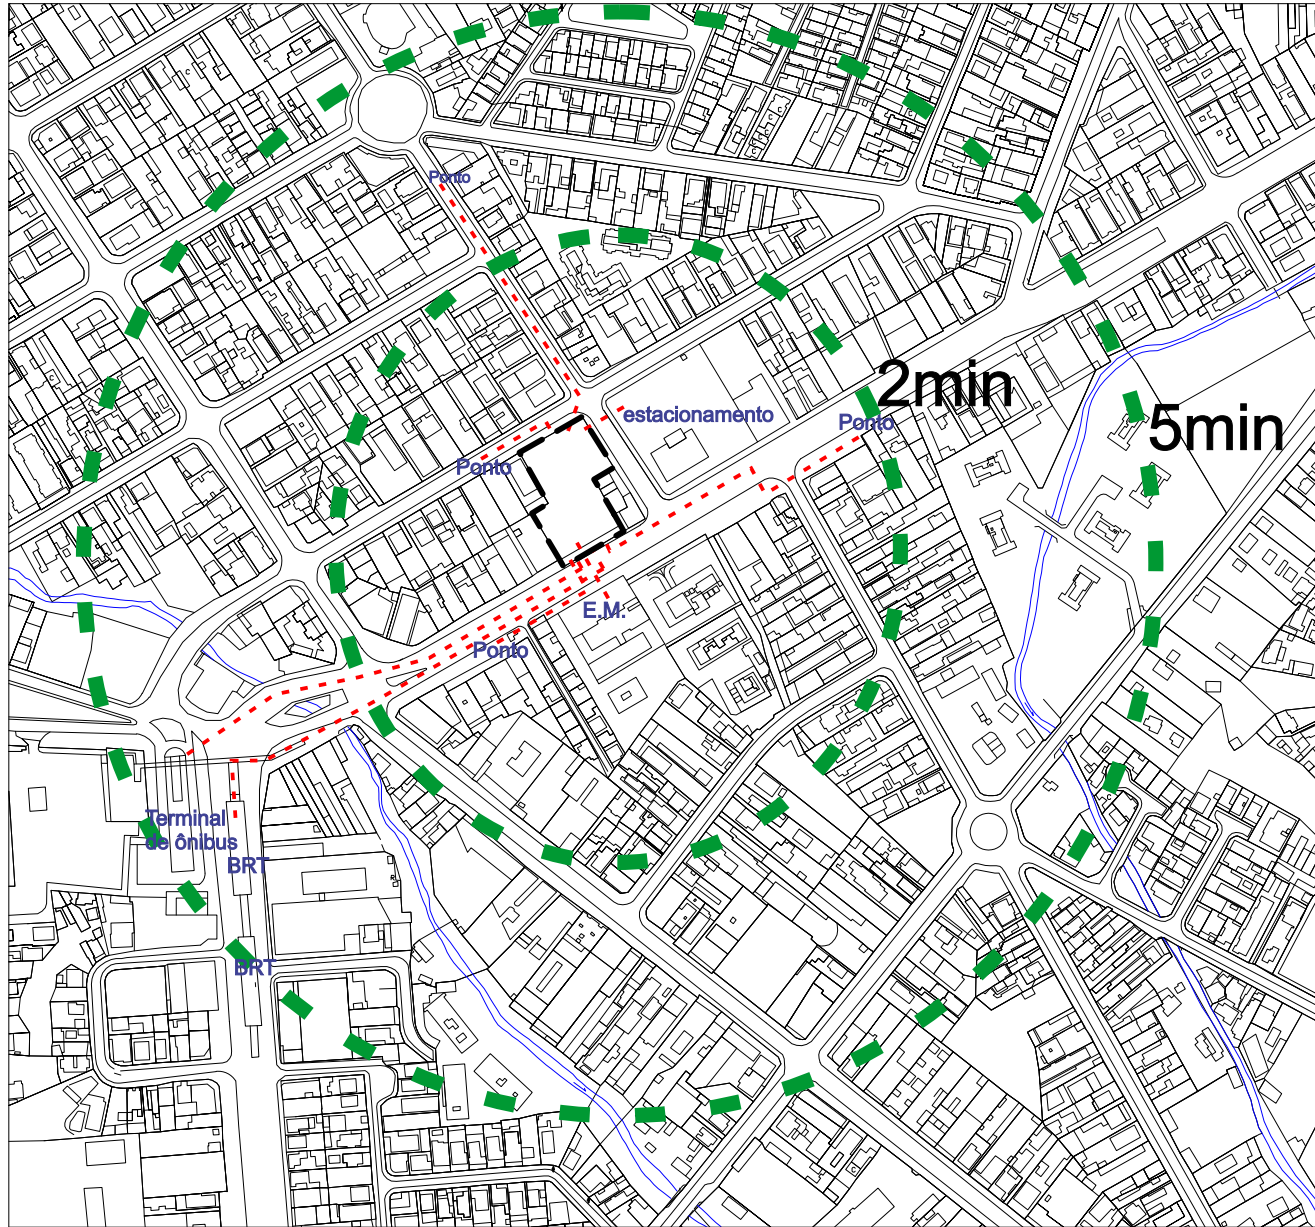 Ponto
2min
estacionamento
Ponto
5min
Ponto
E.M.
Ponto
Terminal
de ônibus
BRT
BRT